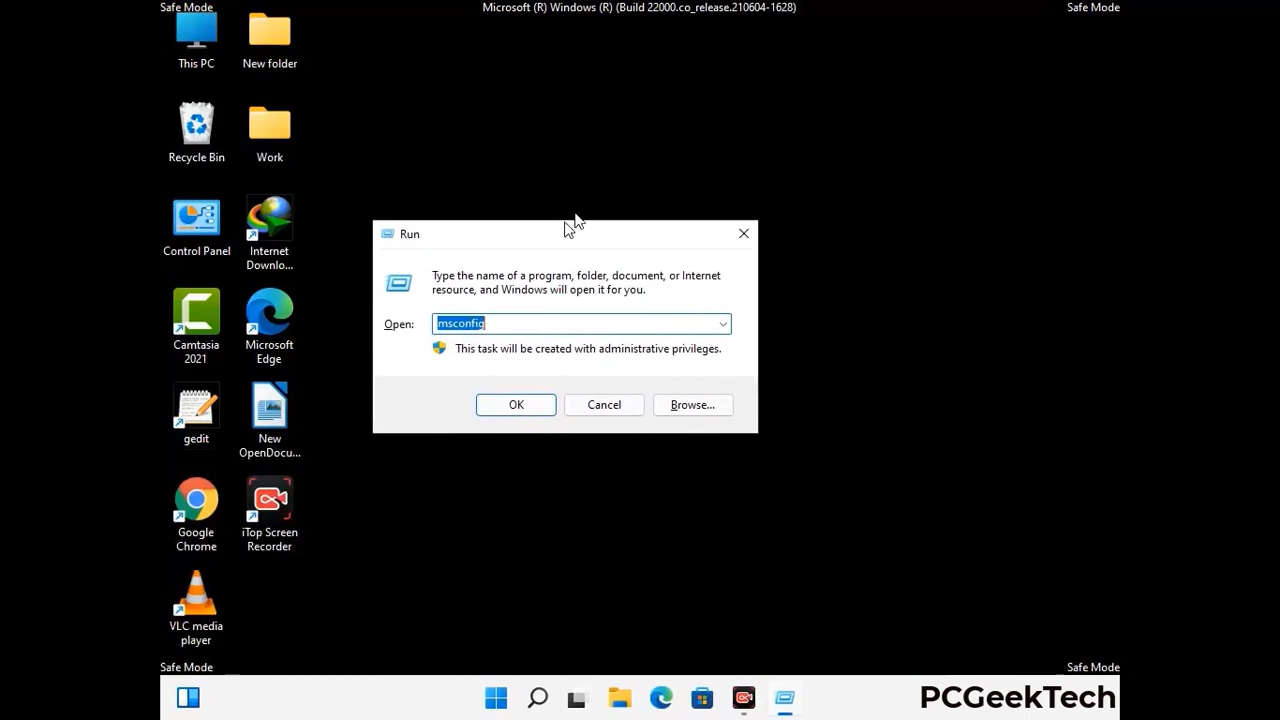 Safe Mode
Microsoft (R) Windows (R) (Build 22000.co_release.210604-1628)
Safe Mode
This PC
New folder
Recycle Bin
Work
Control Panel
Internet
Downlo...
Camtasia
2021
Microsoft
Edge
gedit
New
OpenDocu...
Google
Chrome
iTop Screen
Recorder
VLC media
player
Run
Type the name of a program, folder, document, or Internet
resource, and Windows will open it for you.
Open:
msconfig
This task will be created with administrative privileges.
OK
Cancel
Browse...
Safe Mode
Safe Mode
PCGeekTech